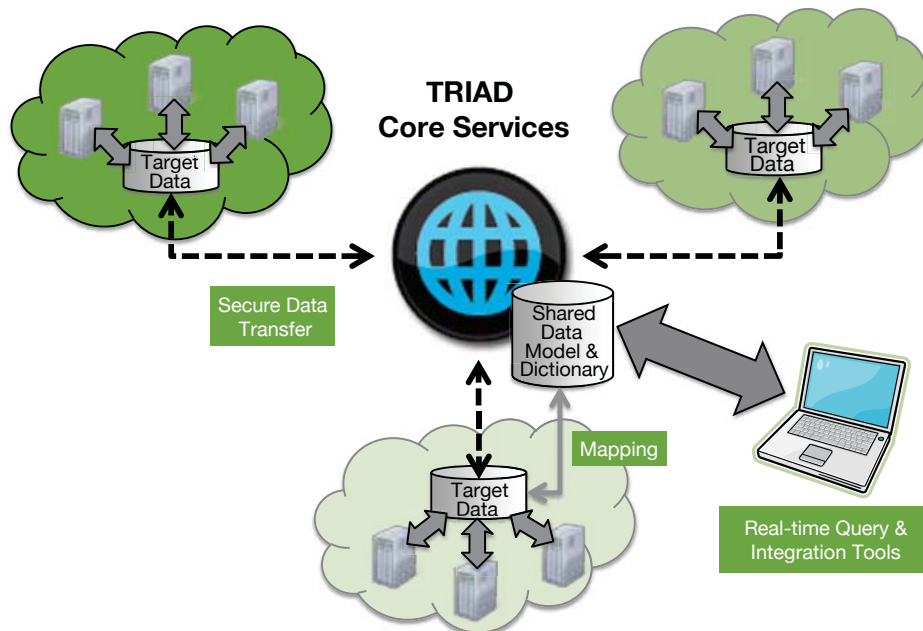 TRIAD
Core Services
Target
Data
Target
Data
Secure Data
Transfer
Shared
Data
Model &
Dictionary
Mapping
Target
Data
Real-time Query &
Integration Tools